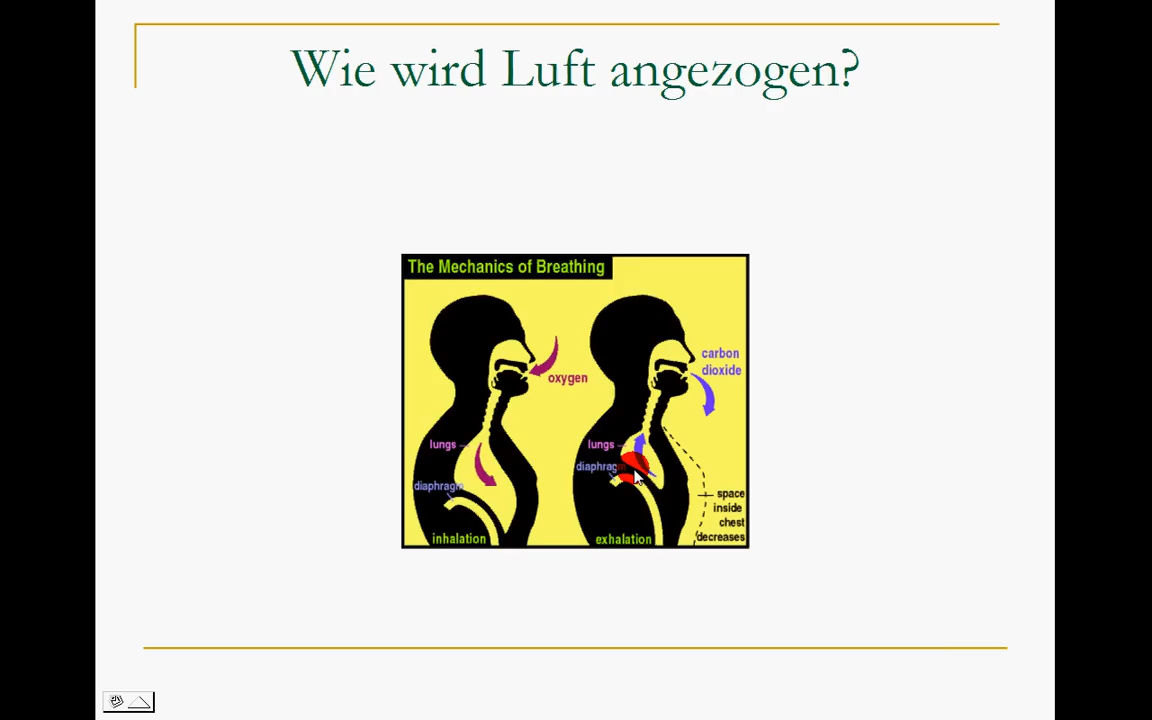 Wie wird Luft angezogen?
The Mechanics of Breathing
oxygen
lungs
diaphragm
inhalation
carbon
dioxide
lungs
diaphragm
exhalation
space
inside
chest
decreases